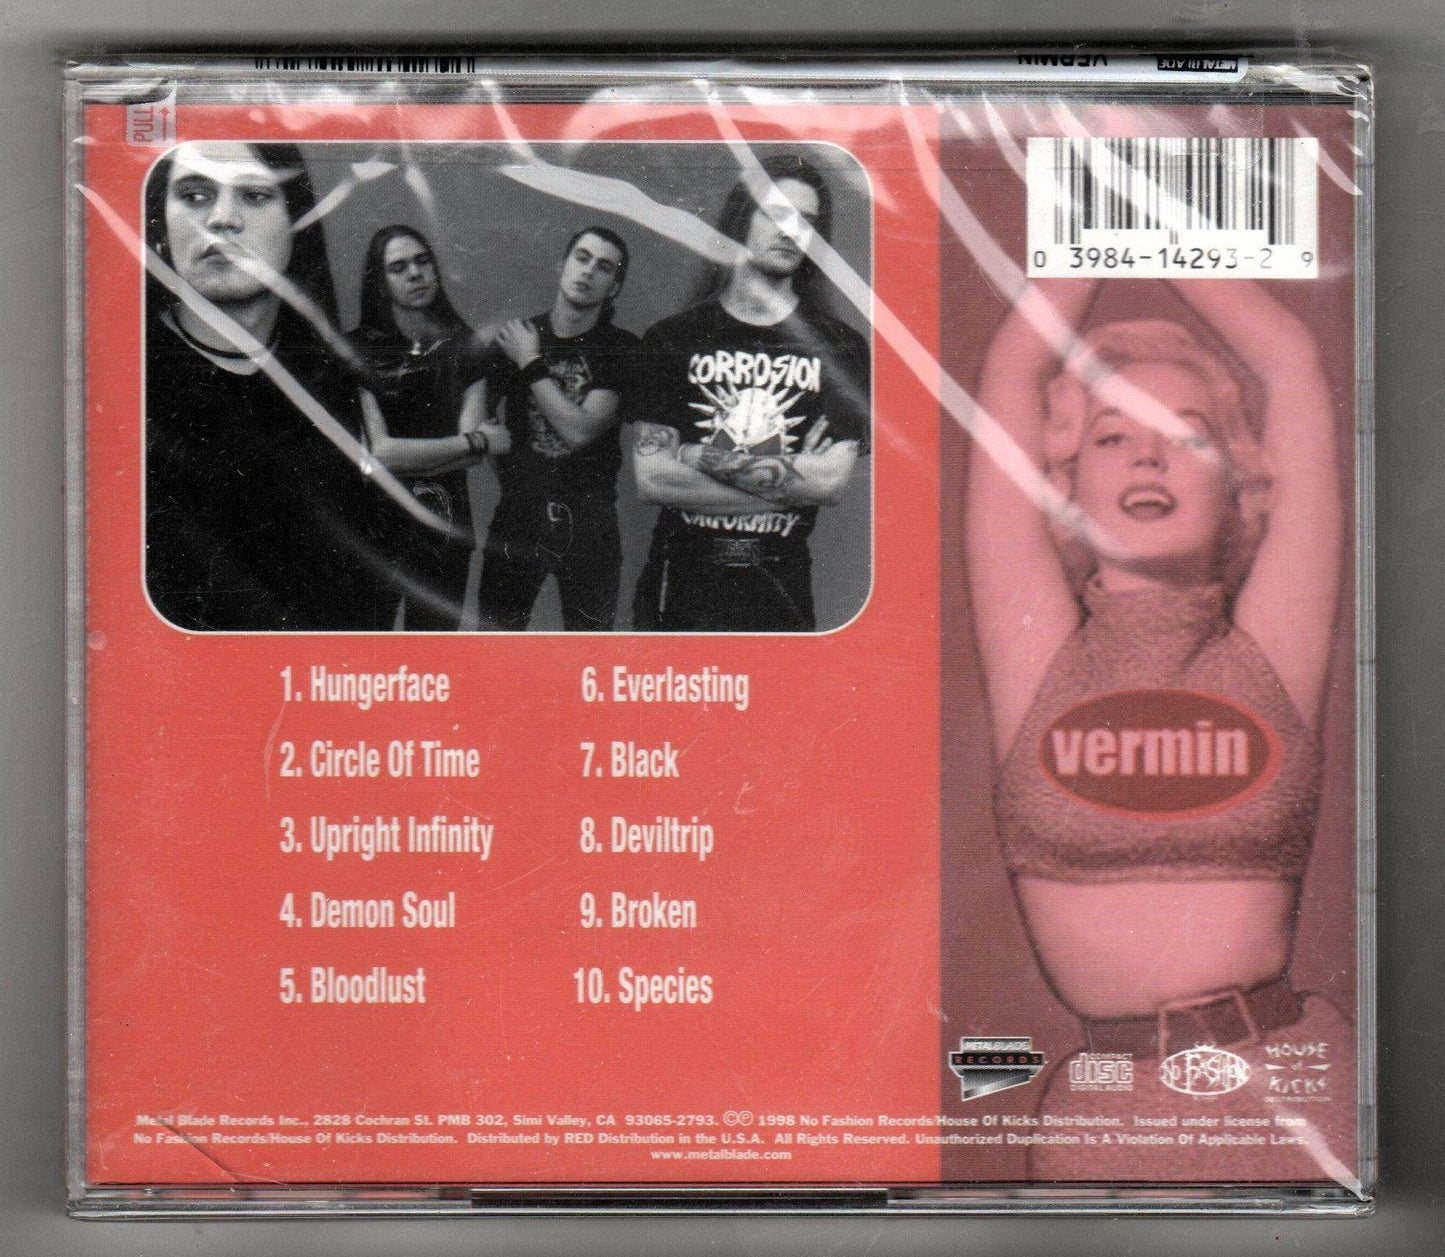 METAL BLADE
VERMIN
PULL
0 3984-14293-2 9
CORROSION
CONFORMITY
1. Hungerface
2. Circle Of Time
3. Upright Infinity
4. Demon Soul
5. Bloodlust
6. Everlasting
7. Black
8. Deviltrip
9. Broken
10. Species
vermin
METAL BLADE
RECORDS
COMPACT
disc
DIGITAL AUDIO
NO FASHION
HOUSE
of
KICKS
DISTRIBUTION
Metal Blade Records Inc., 2828 Cochran St. PMB 302, Simi Valley, CA 93065-2793. ©℗ 1998 No Fashion Records/House Of Kicks Distribution. Issued under license from
No Fashion Records/House Of Kicks Distribution. Distributed by RED Distribution in the U.S.A. All Rights Reserved. Unauthorized Duplication Is A Violation Of Applicable Laws.
www.metalblade.com